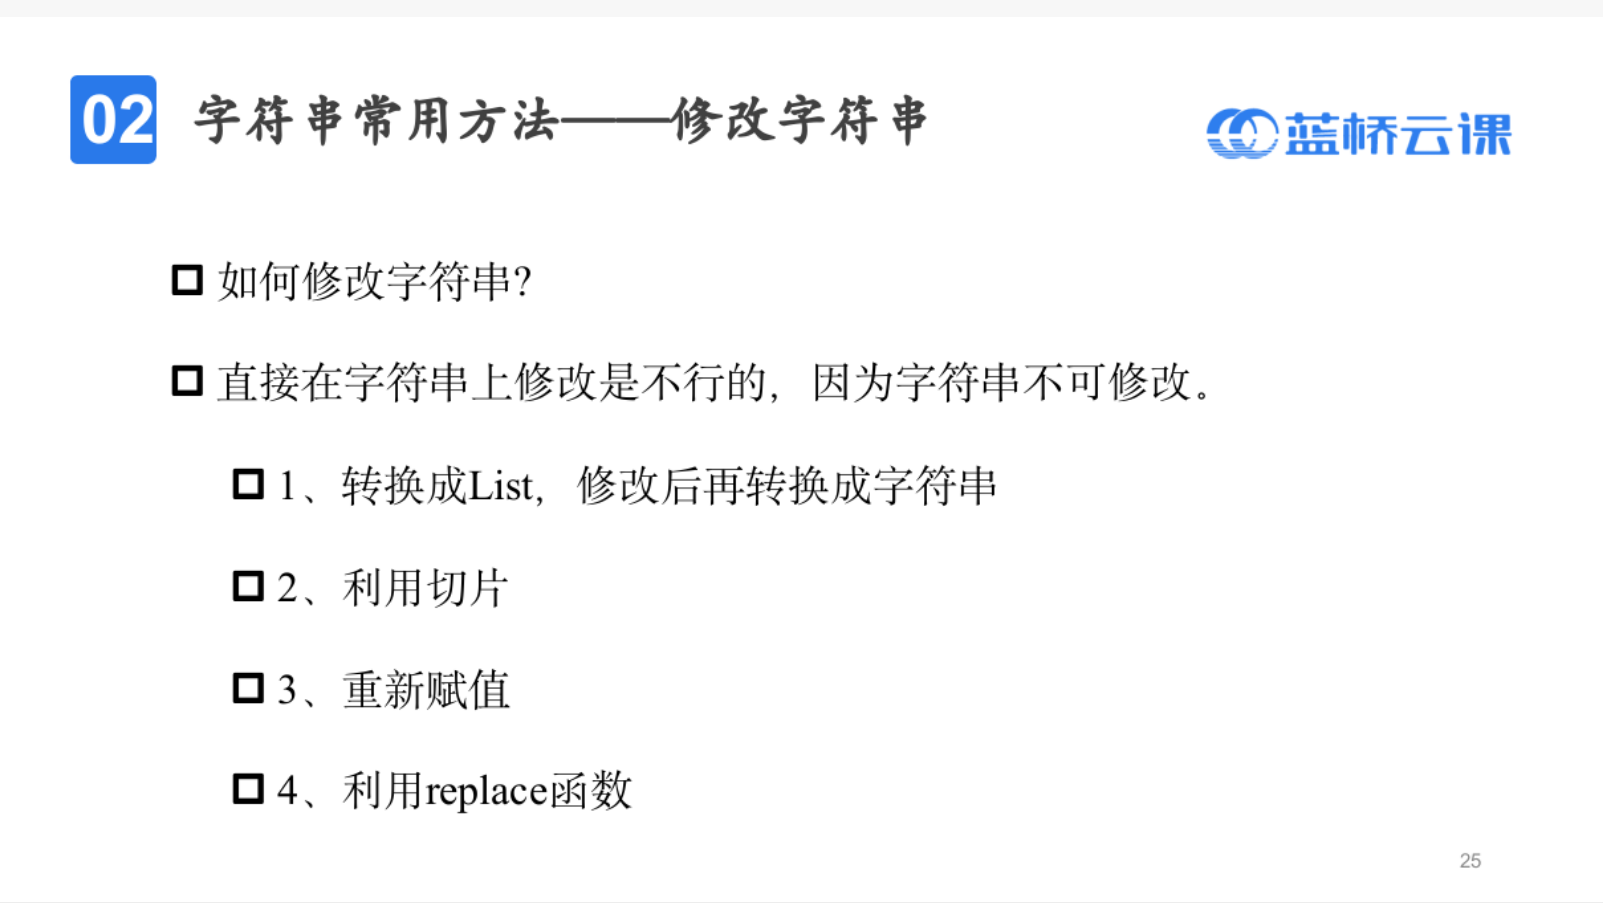 02 字符串常用方法——修改字符串
蓝桥云课
如何修改字符串?
直接在字符串上修改是不行的，因为字符串不可修改。
1、转换成List，修改后再转换成字符串
2、利用切片
3、重新赋值
4、利用replace函数
25